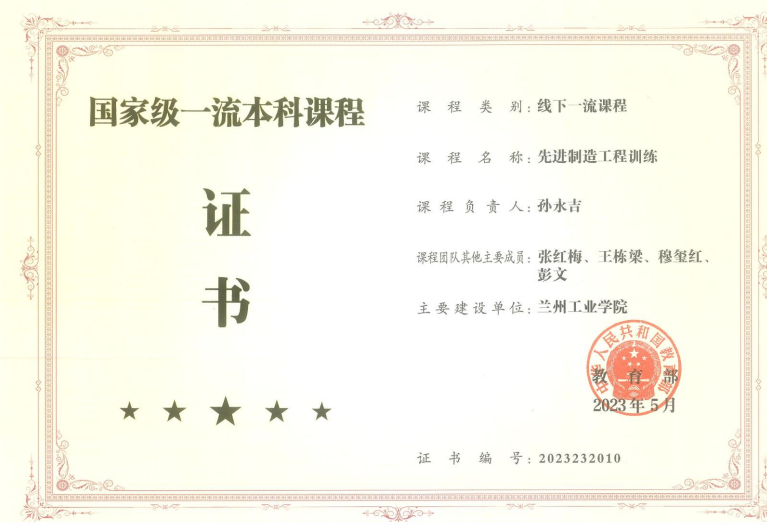 国家级一流本科课程
证
书
课程类别：线下一流课程
课程名称：先进制造工程训练
课程负责人：孙水吉
课程团队其他主要成员：张红梅、王栋梁、穆玺红、
彭文
主要建设单位：兰州工业学院
中华人民共和国教育部
教育部
2023年5月
证书编号：2023232010